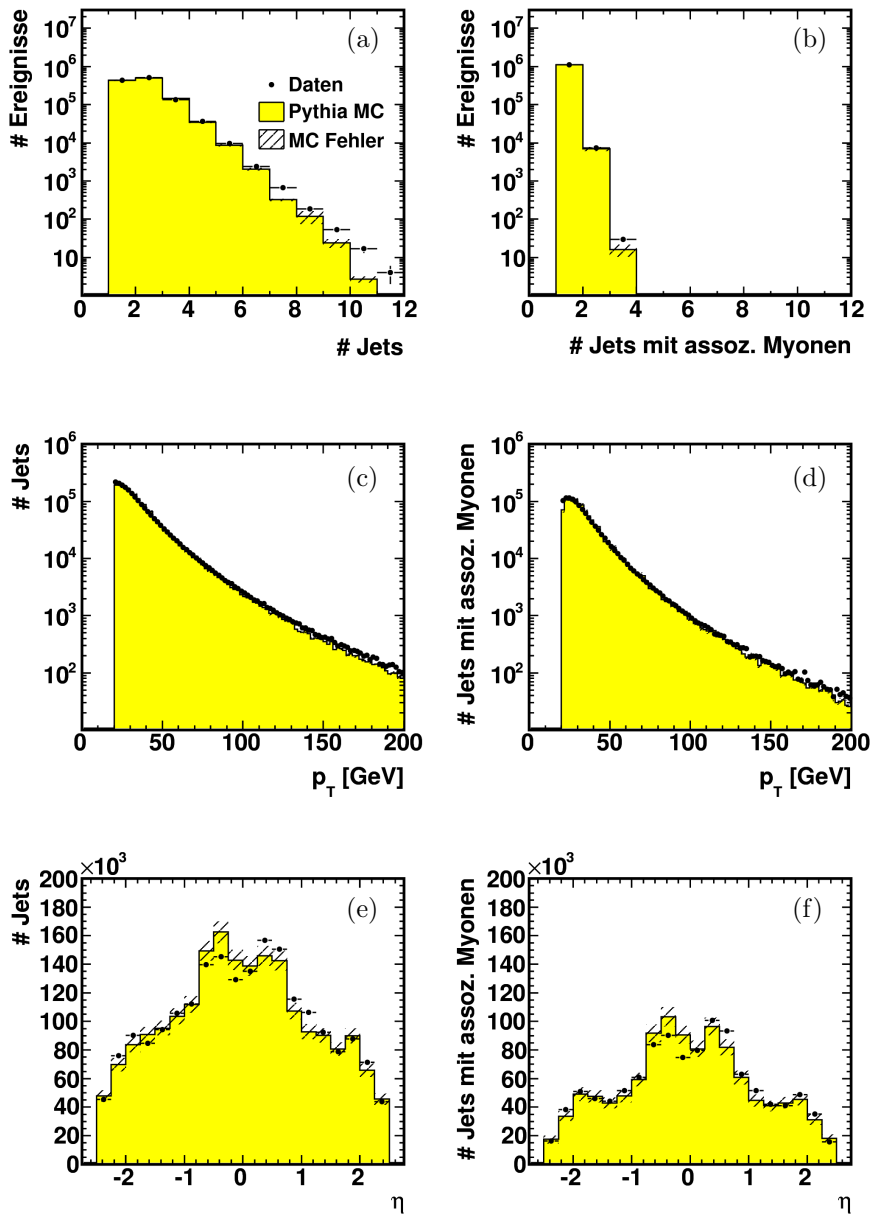 # Ereignisse
10⁷
10⁶
10⁵
10⁴
10³
10²
10
(a)
Daten
Pythia MC
MC Fehler
0 2 4 6 8 10 12
# Jets
# Ereignisse
10⁷
10⁶
10⁵
10⁴
10³
10²
10
(b)
0 2 4 6 8 10 12
# Jets mit assoz. Myonen
# Jets
10⁶
10⁵
10⁴
10³
10²
(c)
0 50 100 150 200
p_T [GeV]
# Jets mit assoz. Myonen
10⁶
10⁵
10⁴
10³
10²
(d)
0 50 100 150 200
p_T [GeV]
# Jets
×10³
200
180
160
140
120
100
80
60
40
20
0
(e)
-2 -1 0 1 2
η
# Jets mit assoz. Myonen
×10³
200
180
160
140
120
100
80
60
40
20
0
(f)
-2 -1 0 1 2
η